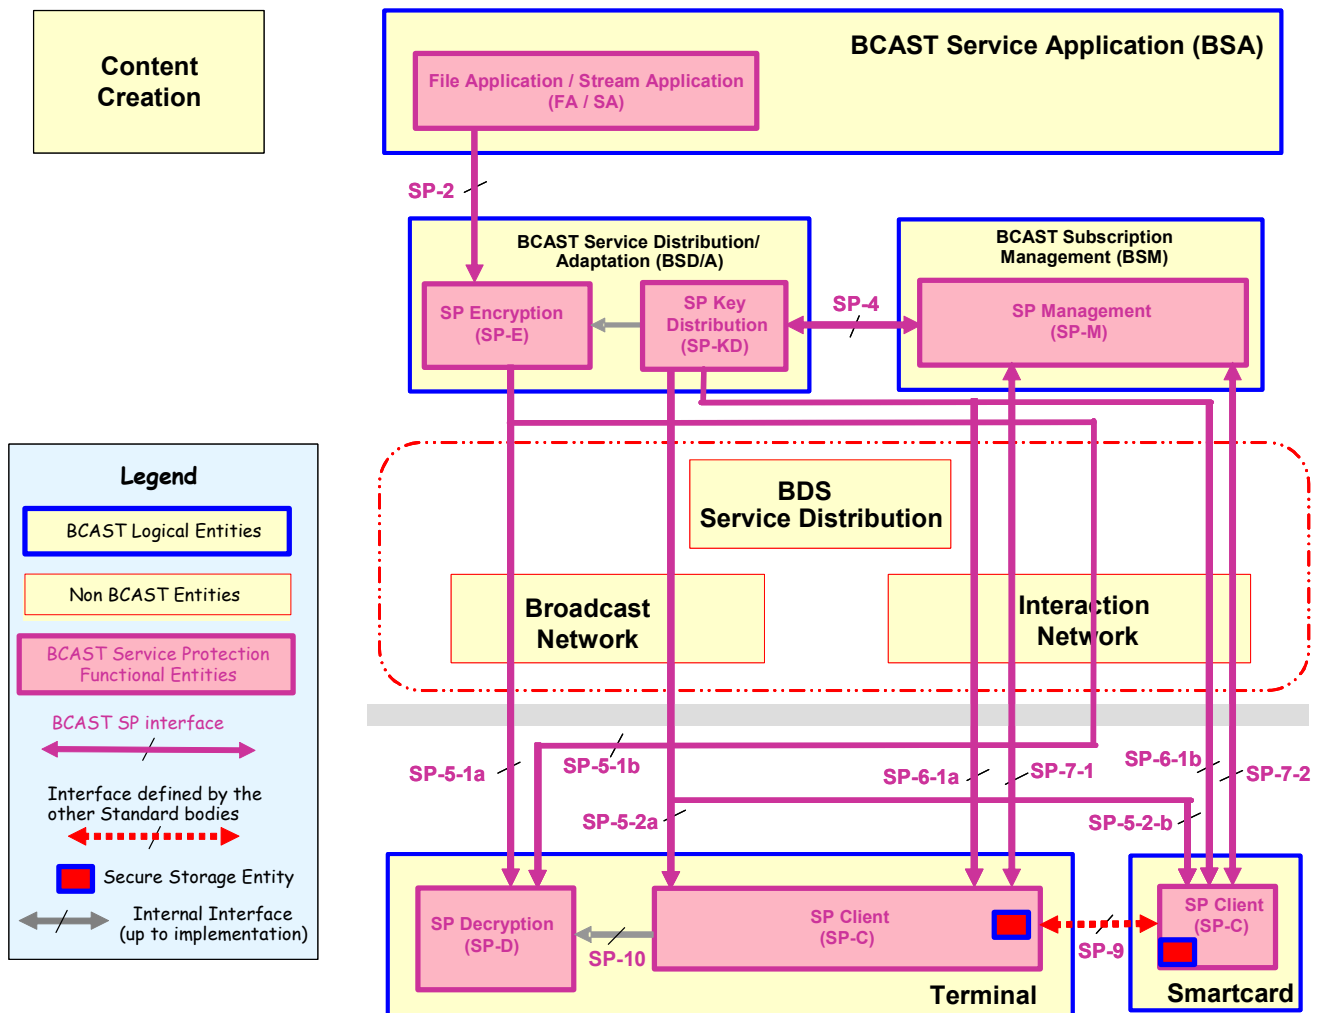 Content
Creation
BCAST Service Application (BSA)
File Application / Stream Application
(FA / SA)
SP-2
BCAST Service Distribution/
Adaptation (BSD/A)
BCAST Subscription
Management (BSM)
SP Encryption
(SP-E)
SP Key
Distribution
(SP-KD)
SP-4
SP Management
(SP-M)
Legend
BCAST Logical Entities
Non BCAST Entities
BCAST Service Protection
Functional Entities
BCAST SP interface
Interface defined by the
other Standard bodies
Secure Storage Entity
Internal Interface
(up to implementation)
BDS
Service Distribution
Broadcast
Network
Interaction
Network
SP-5-1a
SP-5-1b
SP-6-1a
SP-7-1
SP-6-1b
SP-7-2
SP-5-2a
SP-5-2-b
SP Decryption
(SP-D)
SP-10
SP Client
(SP-C)
SP-9
SP Client
(SP-C)
Terminal
Smartcard